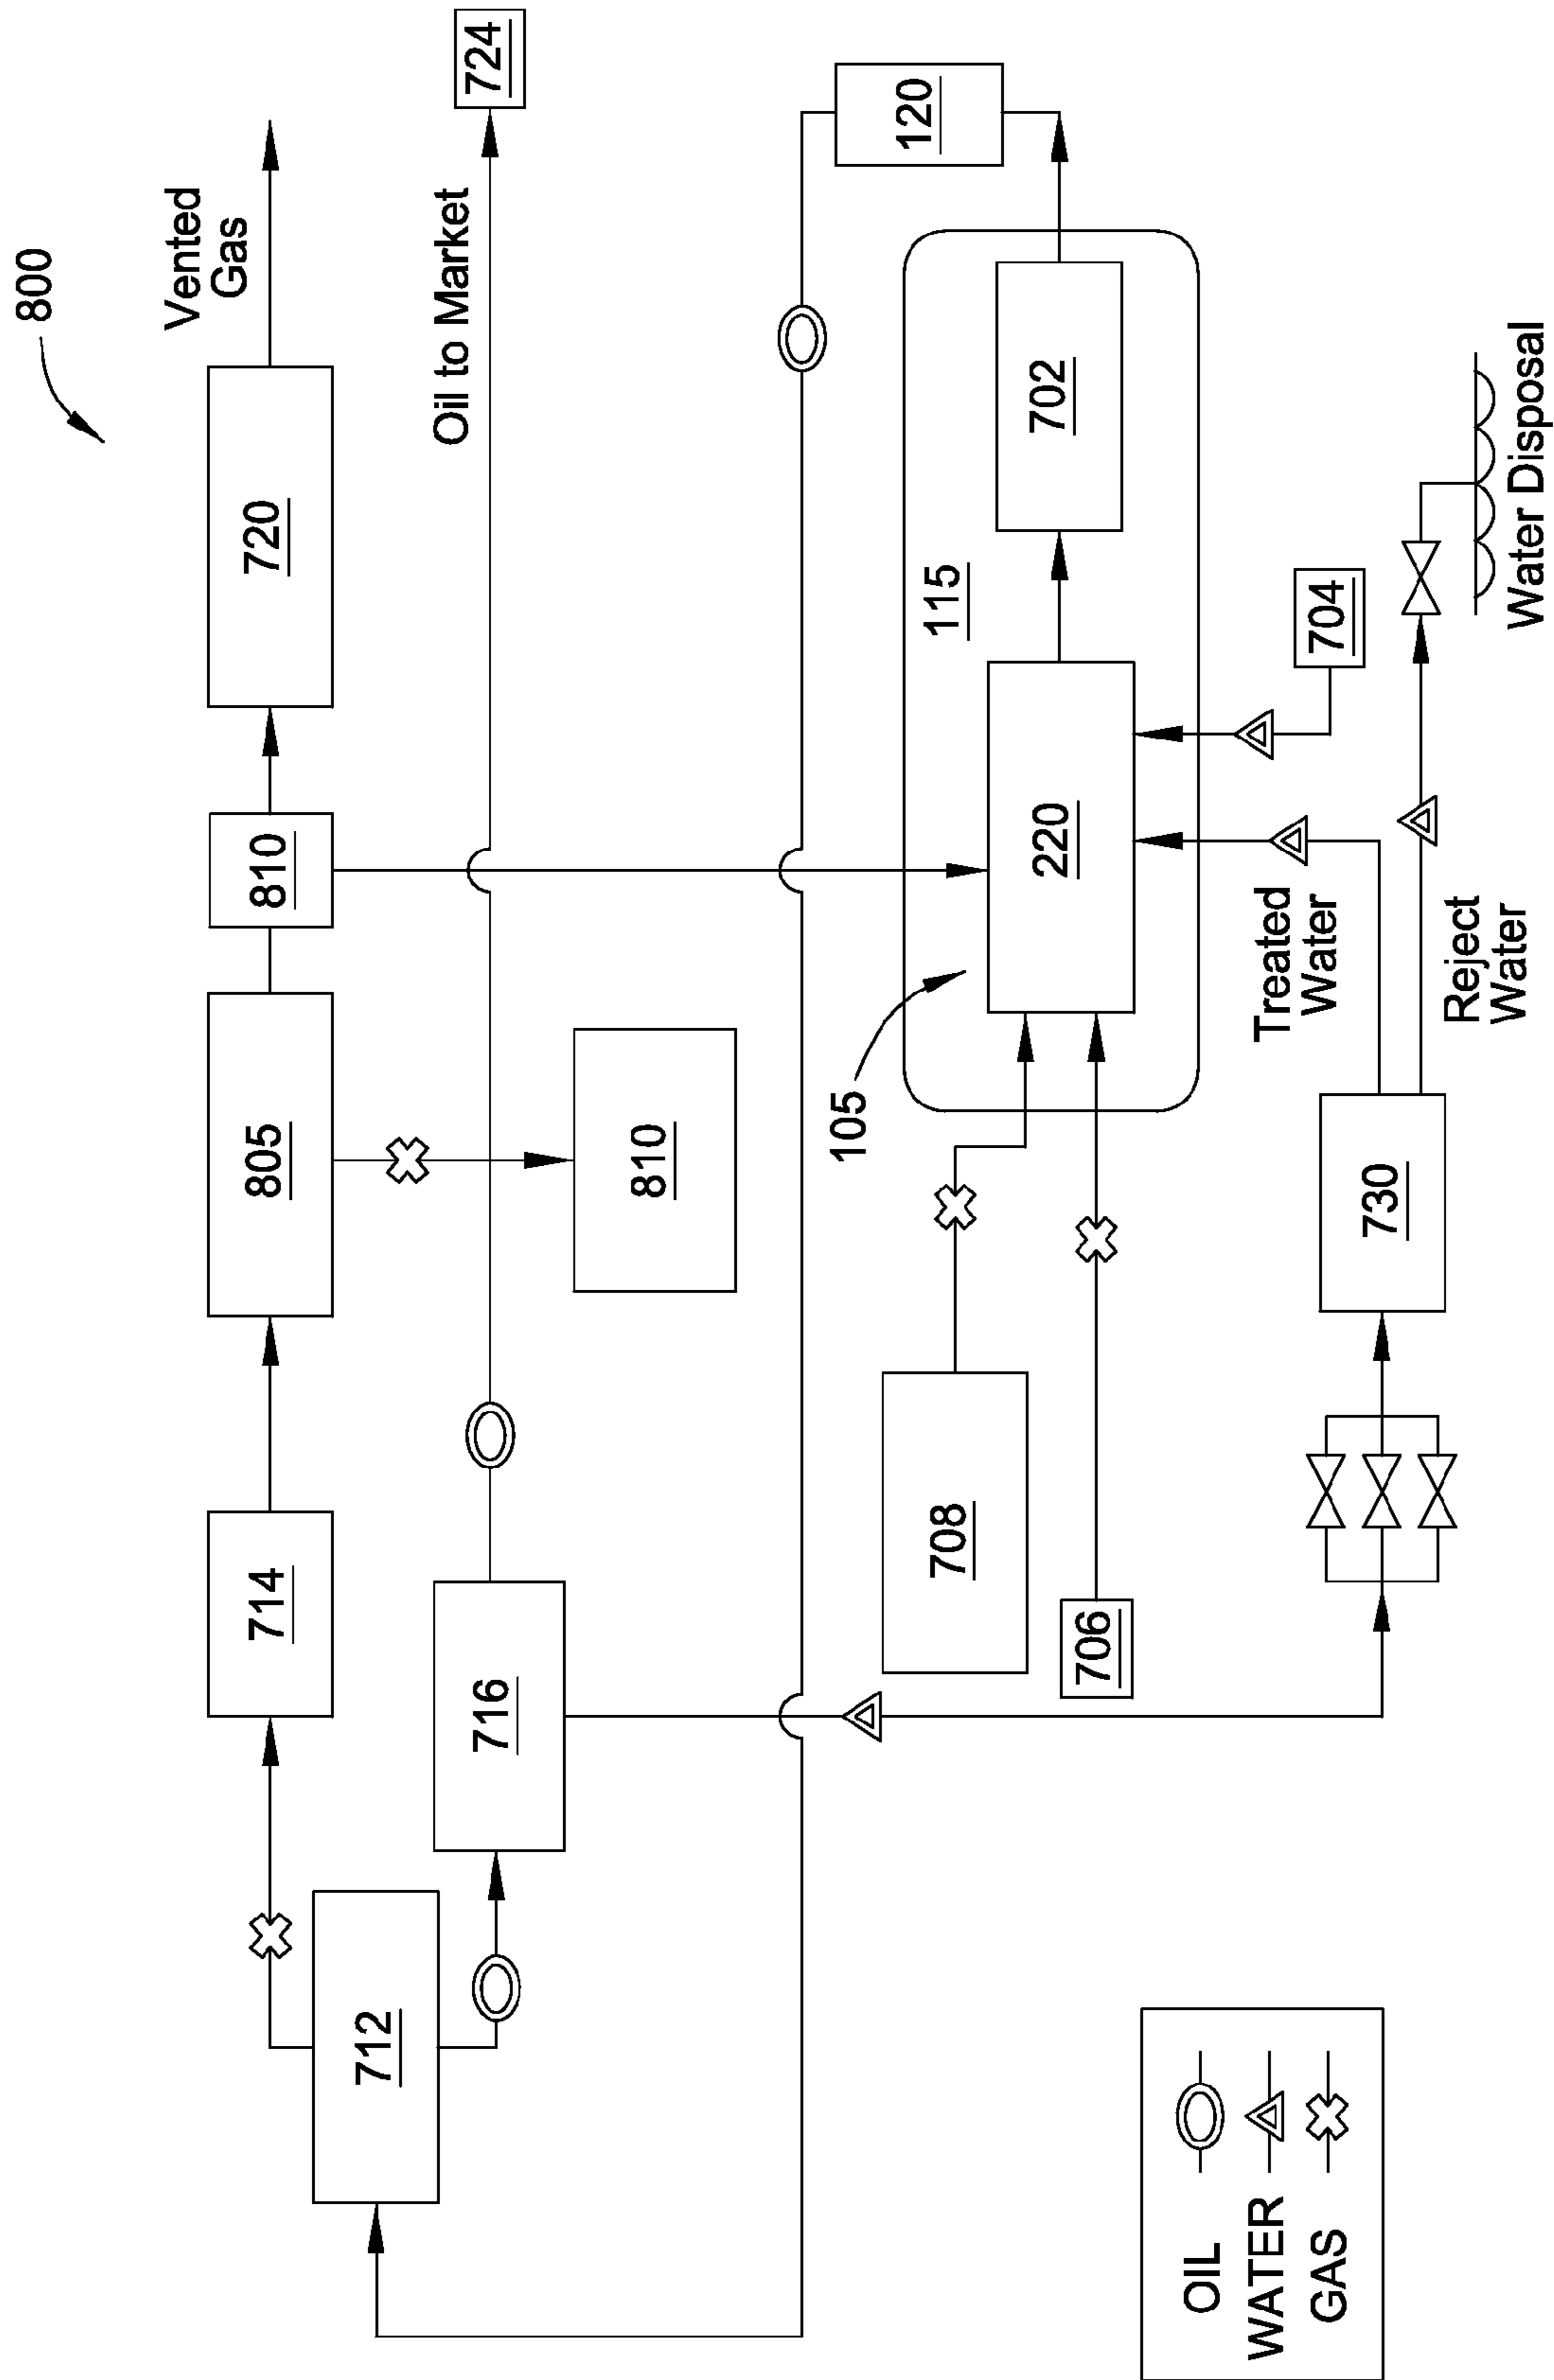 800
Vented
Gas
720
810
805
714
712
Oil to Market
724
716
810
120
105
115
220
702
708
706
704
Treated
Water
Reject
Water
730
Water Disposal
OIL
WATER
GAS